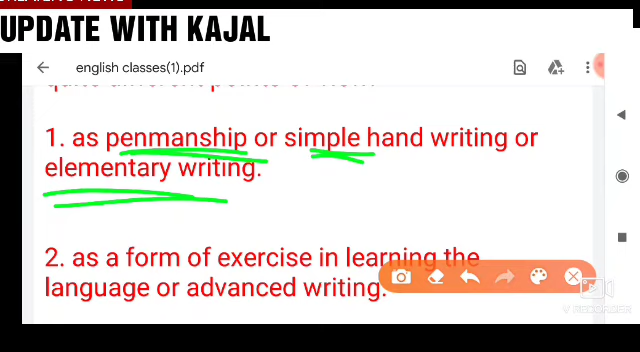 UPDATE WITH KAJAL
english classes(1).pdf
1. as penmanship or simple hand writing or
elementary writing.
2. as a form of exercise in learning the
language or advanced writing.
V RECORDER